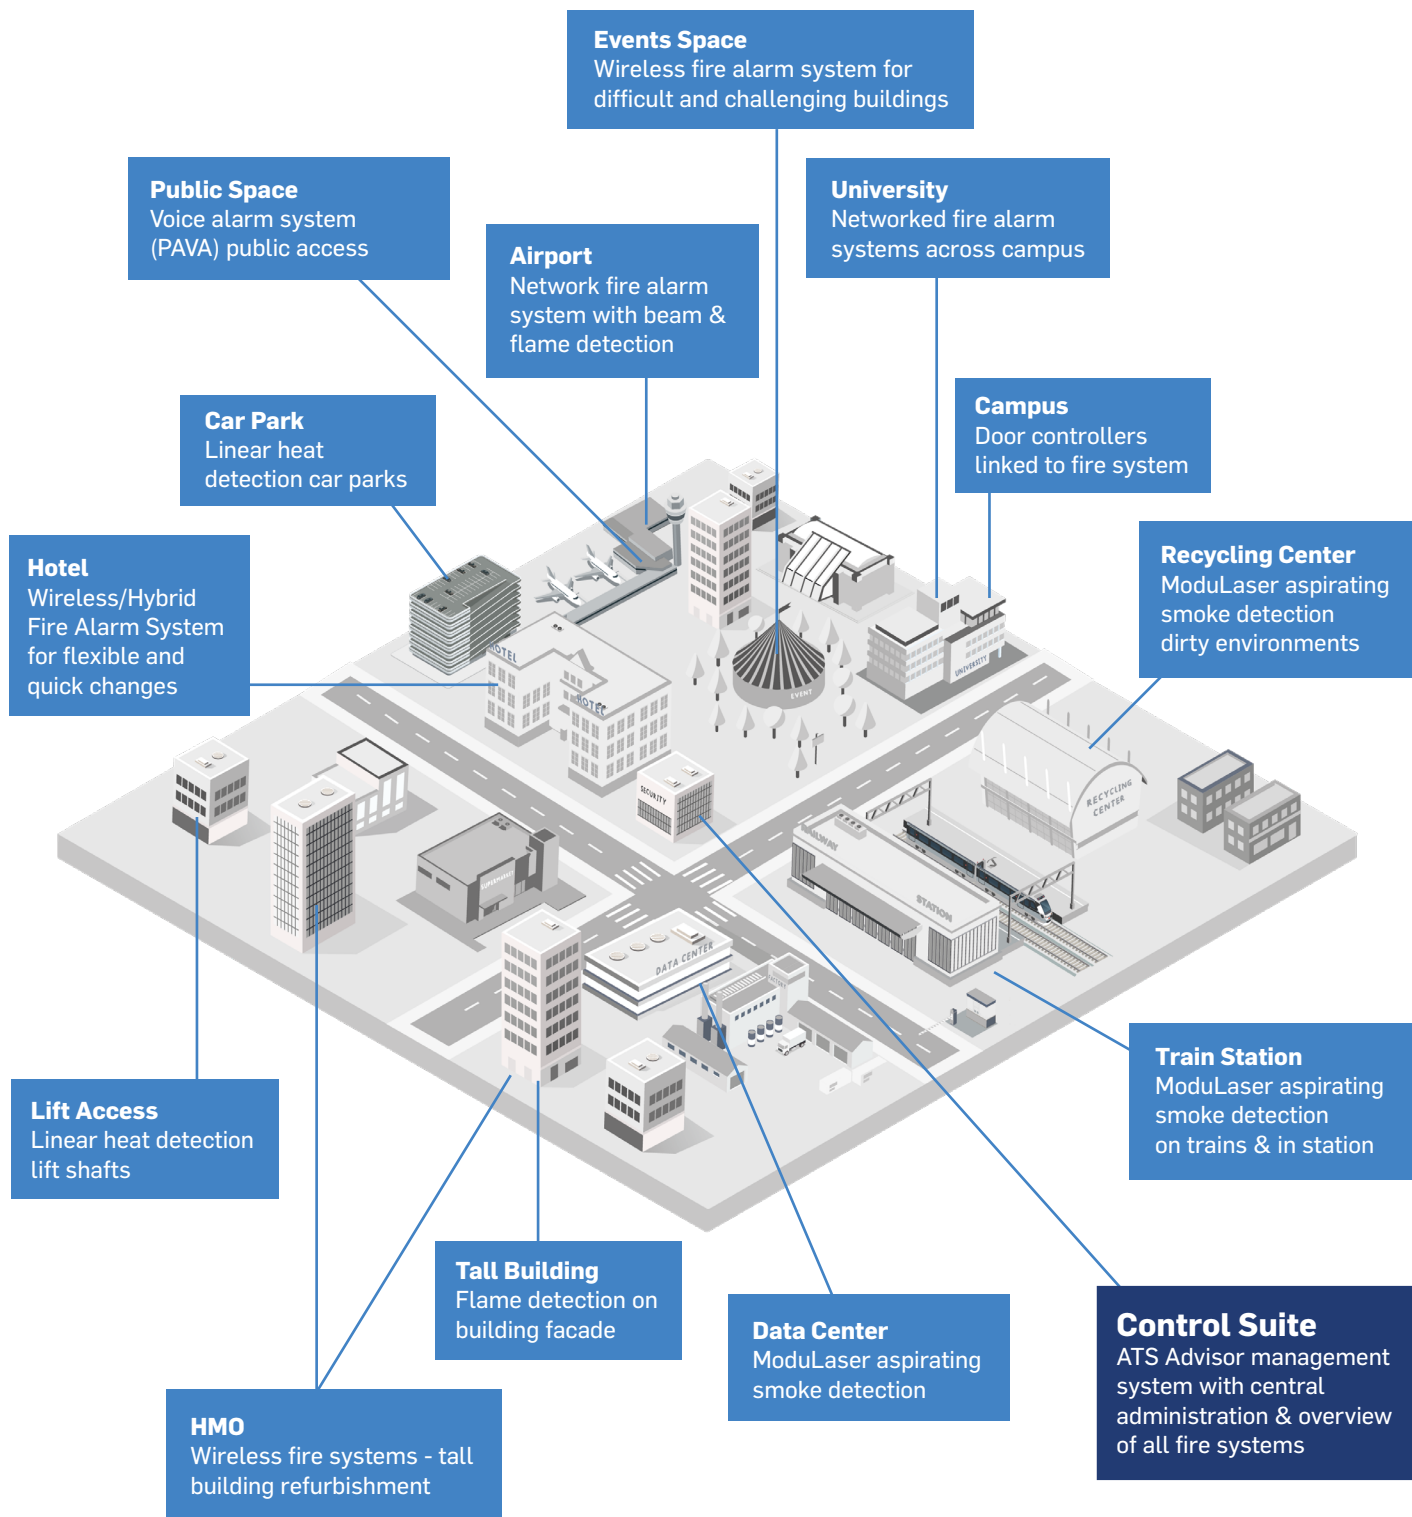 Events Space
Wireless fire alarm system for
difficult and challenging buildings
Public Space
Voice alarm system
(PAVA) public access
University
Networked fire alarm
systems across campus
Airport
Network fire alarm
system with beam &
flame detection
Car Park
Linear heat
detection car parks
Campus
Door controllers
linked to fire system
Hotel
Wireless/Hybrid
Fire Alarm System
for flexible and
quick changes
Recycling Center
ModuLaser aspirating
smoke detection
dirty environments
HOTEL
HOTEL
EVENT
UNIVERSITY
SECURITY
RECYCLING
CENTER
SUPERMARKET
RAILWAY
STATION
DATA CENTER
FACTORY
Lift Access
Linear heat detection
lift shafts
Train Station
ModuLaser aspirating
smoke detection
on trains & in station
Tall Building
Flame detection on
building facade
Data Center
ModuLaser aspirating
smoke detection
Control Suite
ATS Advisor management
system with central
administration & overview
of all fire systems
HMO
Wireless fire systems - tall
building refurbishment